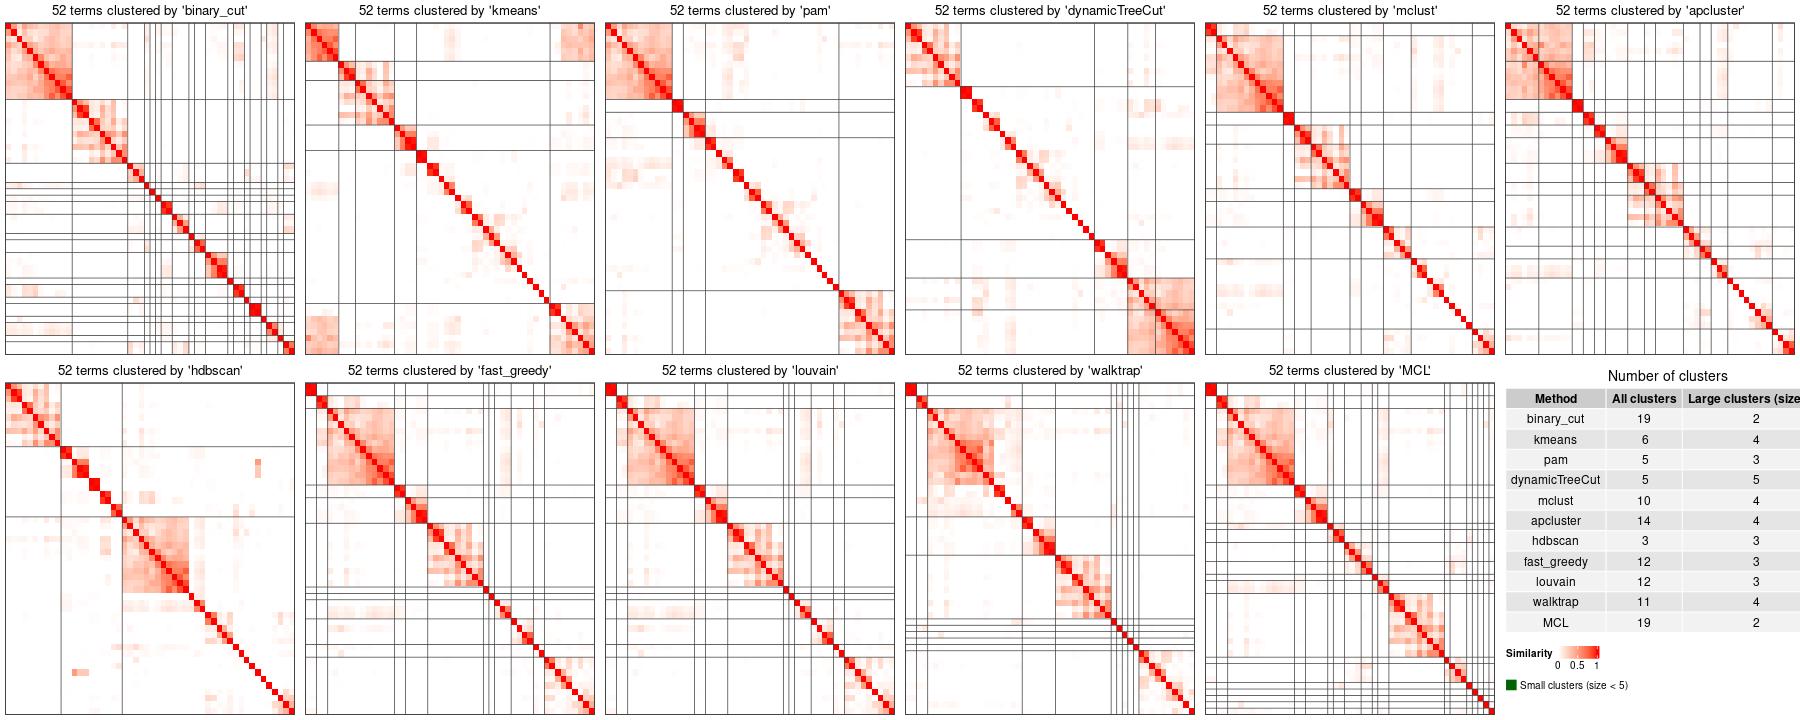 52 terms clustered by 'binary_cut'
52 terms clustered by 'kmeans'
52 terms clustered by 'pam'
52 terms clustered by 'dynamicTreeCut'
52 terms clustered by 'mclust'
52 terms clustered by 'apcluster'
52 terms clustered by 'hdbscan'
52 terms clustered by 'fast_greedy'
52 terms clustered by 'louvain'
52 terms clustered by 'walktrap'
52 terms clustered by 'MCL'
Number of clusters
Method All clusters Large clusters (size
binary_cut 19 2
kmeans 6 4
pam 5 3
dynamicTreeCut 5 5
mclust 10 4
apcluster 14 4
hdbscan 3 3
fast_greedy 12 3
louvain 12 3
walktrap 11 4
MCL 19 2
Similarity
0 0.5 1
Small clusters (size < 5)